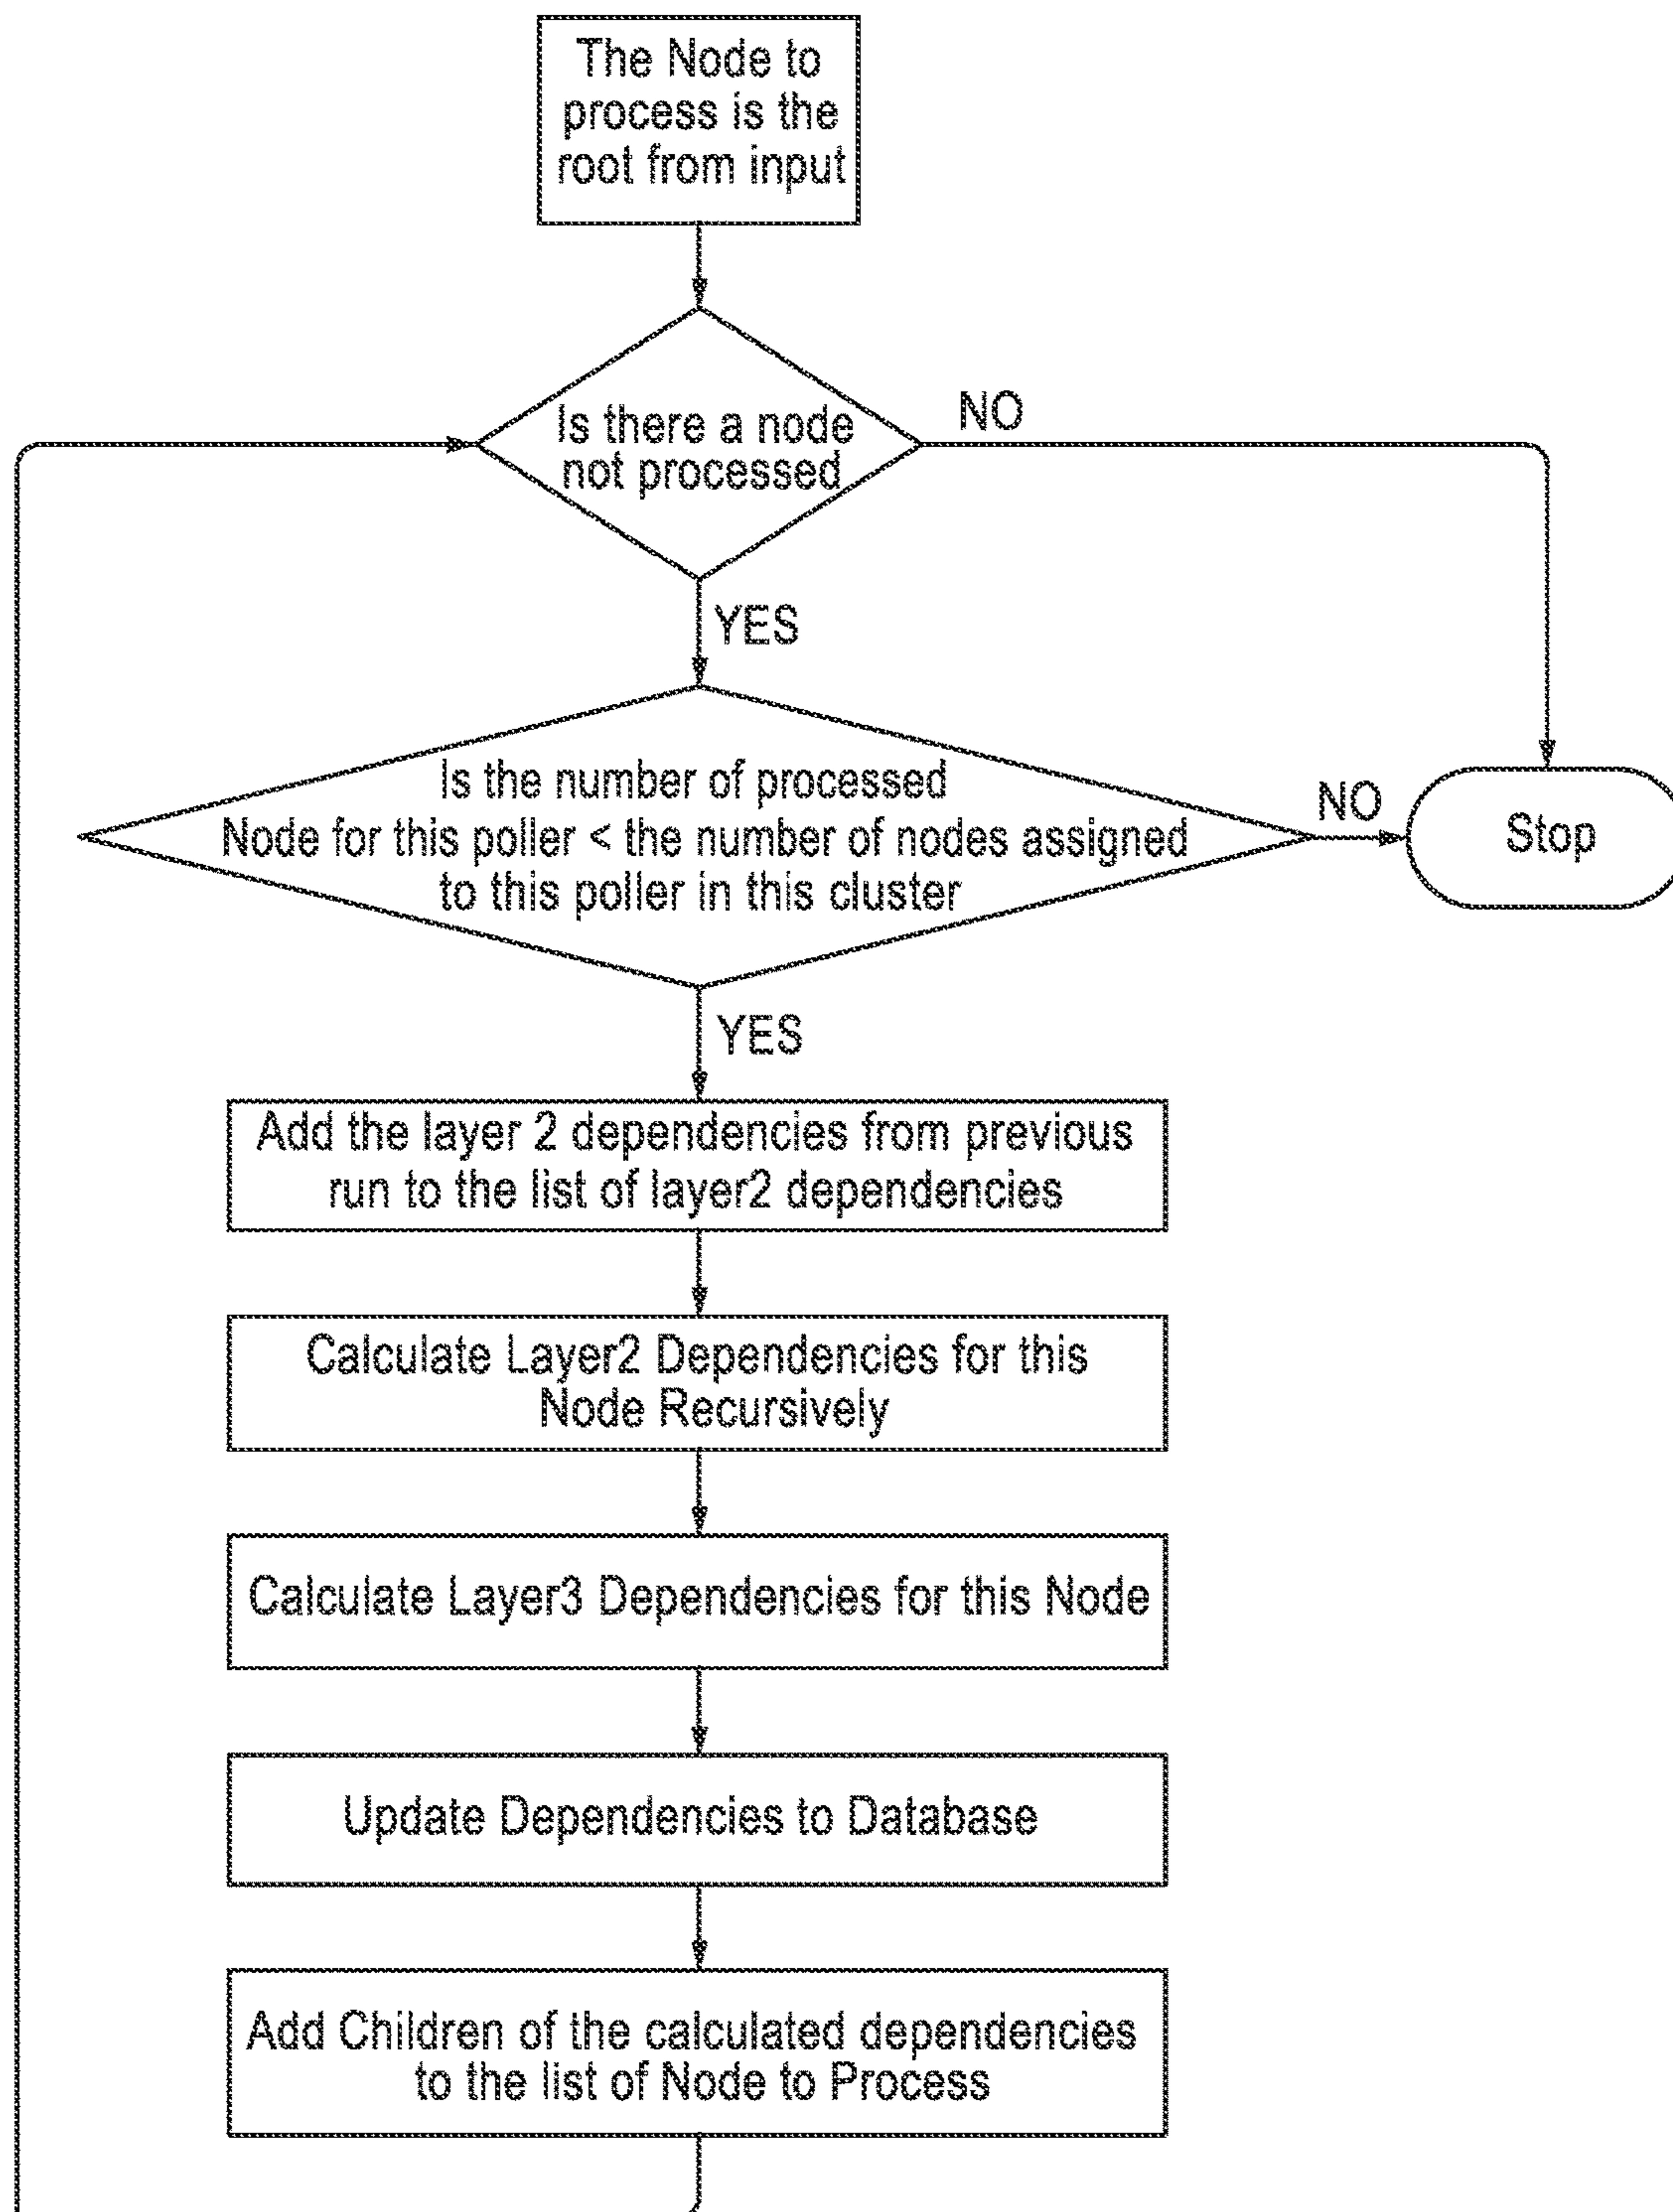 The Node to
process is the
root from input
Is there a node
not processed
NO
YES
Is the number of processed
Node for this poller < the number of nodes assigned
to this poller in this cluster
NO
Stop
YES
Add the layer 2 dependencies from previous
run to the list of layer2 dependencies
Calculate Layer2 Dependencies for this
Node Recursively
Calculate Layer3 Dependencies for this Node
Update Dependencies to Database
Add Children of the calculated dependencies
to the list of Node to Process